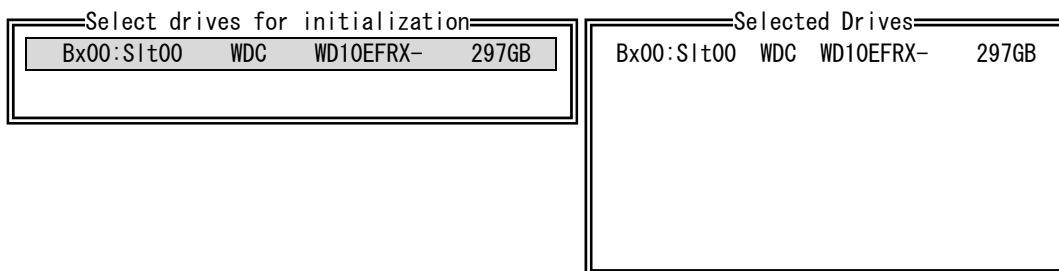 Select drives for initialization
Bx00:Slt00 WDC WD10EFRX- 297GB
Selected Drives
Bx00:Slt00 WDC WD10EFRX- 297GB